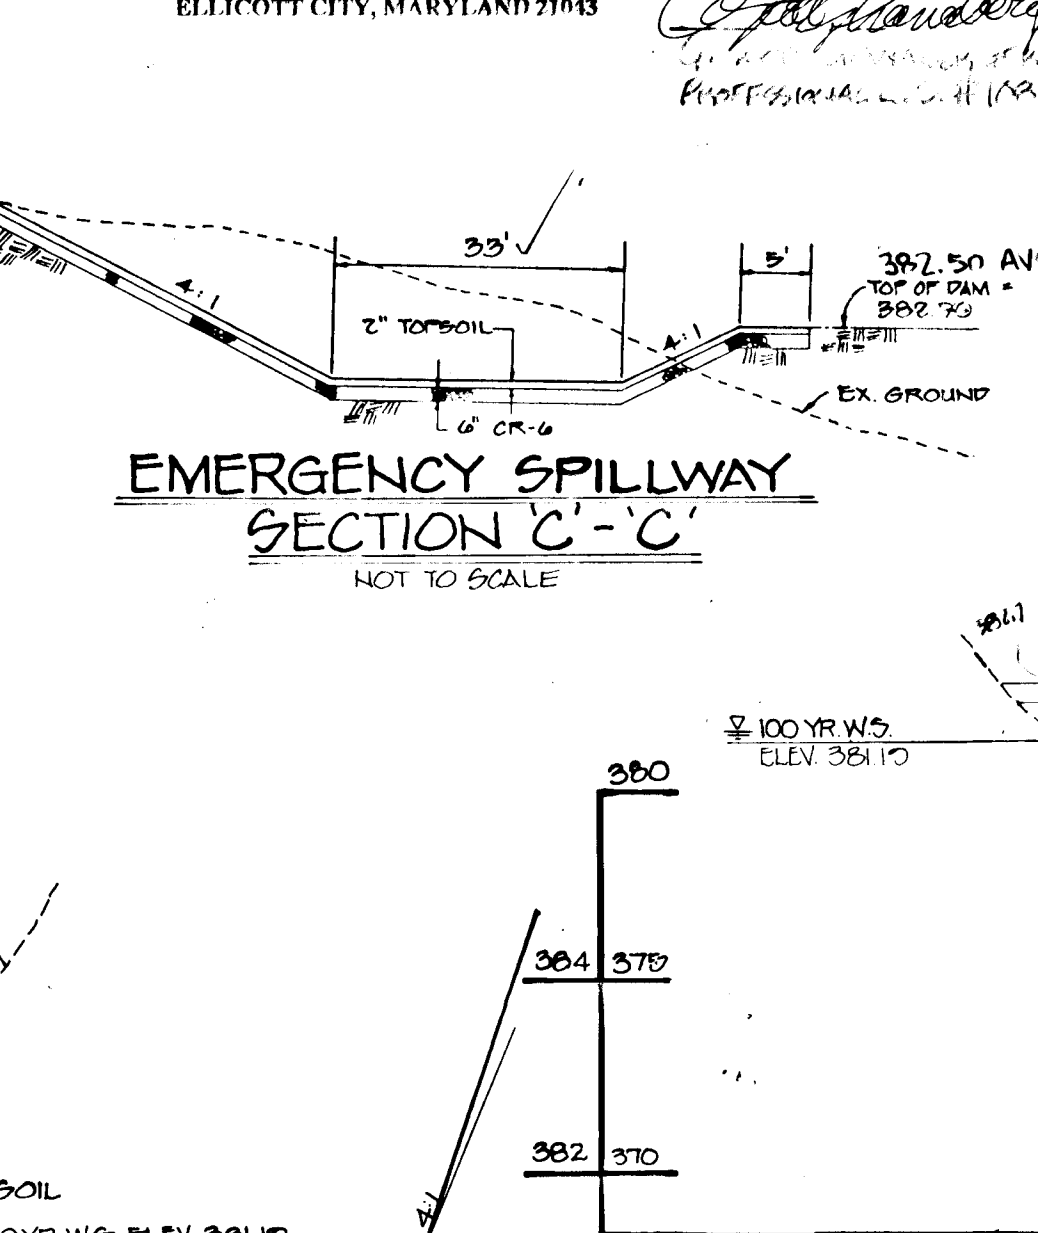 ELLICOTT CITY, MARYLAND 21043
PROFESSIONAL
33'
5'
382.50
TOP OF DAM =
382.70
4:1
2" TOPSOIL
4:1
EX. GROUND
6" CR-6
EMERGENCY SPILLWAY
SECTION 'C'-'C'
NOT TO SCALE
100 YR. W.S.
ELEV. 381.15
380
384 375
382 370
4:1
SOIL